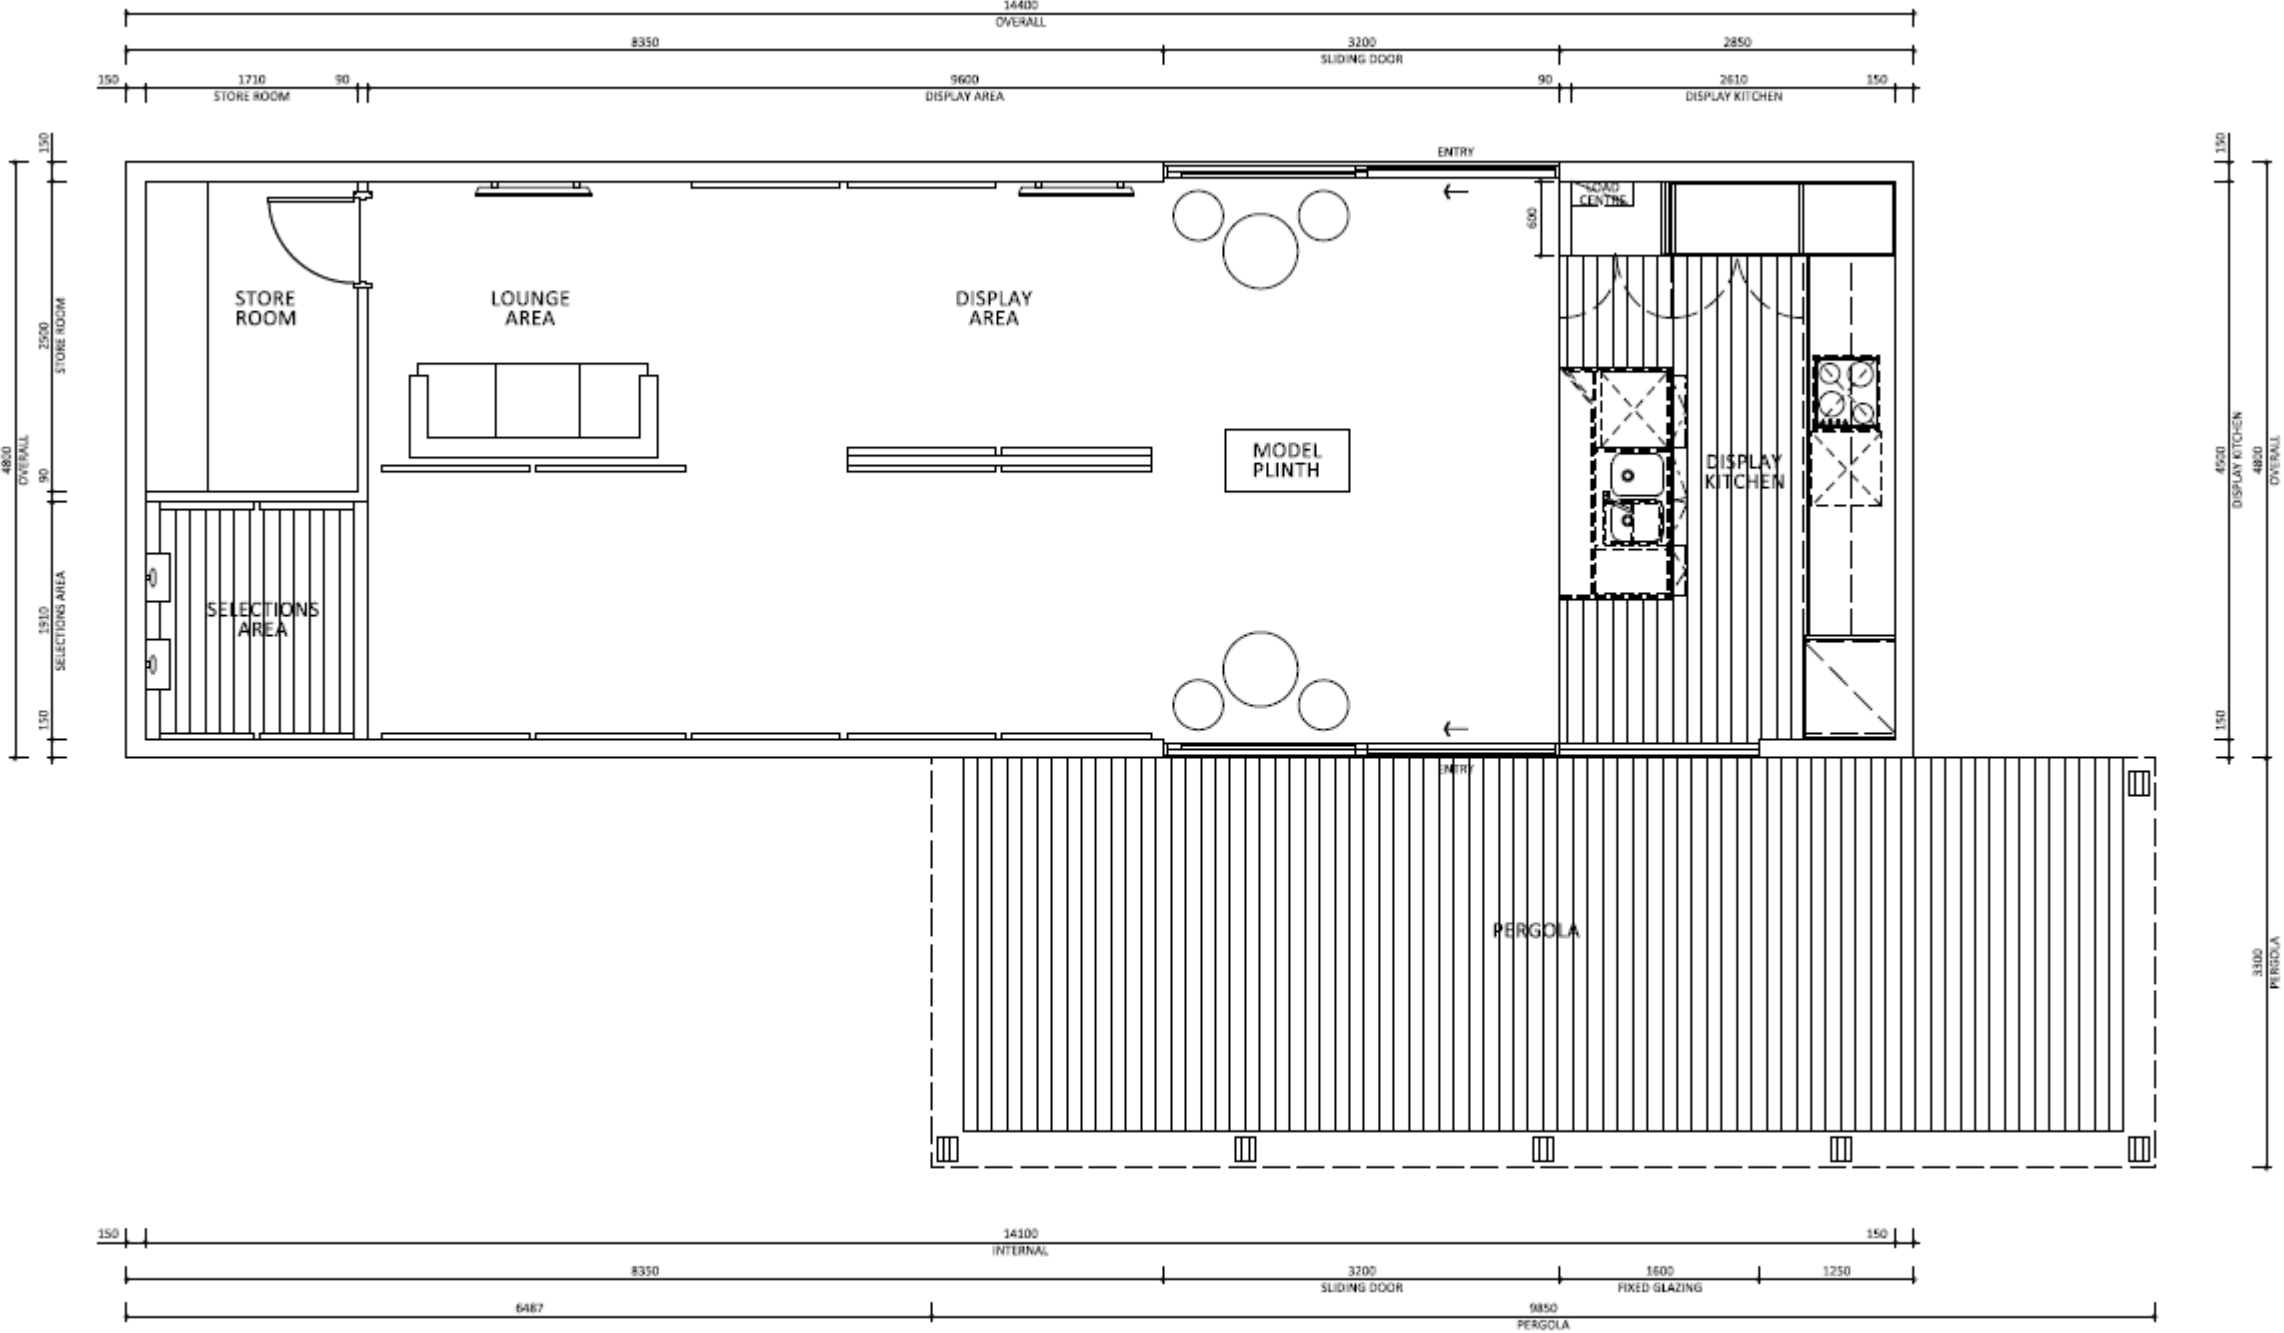 14400
OVERALL
8350
3200
SLIDING DOOR
2850
150
1710
STORE ROOM
90
9600
DISPLAY AREA
90
2610
DISPLAY KITCHEN
150
150
ENTRY
150
LOAD
CENTRE
600
STORE
ROOM
LOUNGE
AREA
DISPLAY
AREA
2500
STORE ROOM
4800
OVERALL
90
MODEL
PLINTH
DISPLAY
KITCHEN
4500
DISPLAY KITCHEN
4800
OVERALL
1910
SELECTIONS AREA
SELECTIONS
AREA
150
150
ENTRY
PERGOLA
3300
PERGOLA
150
14100
INTERNAL
150
8350
3200
SLIDING DOOR
1600
FIXED GLAZING
1250
6487
9850
PERGOLA